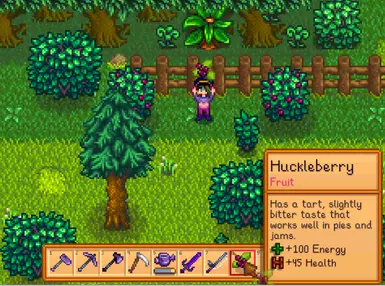 Huckleberry
Fruit
Has a tart, slightly
bitter taste that
works well in pies and
jams.
+100 Energy
+45 Health